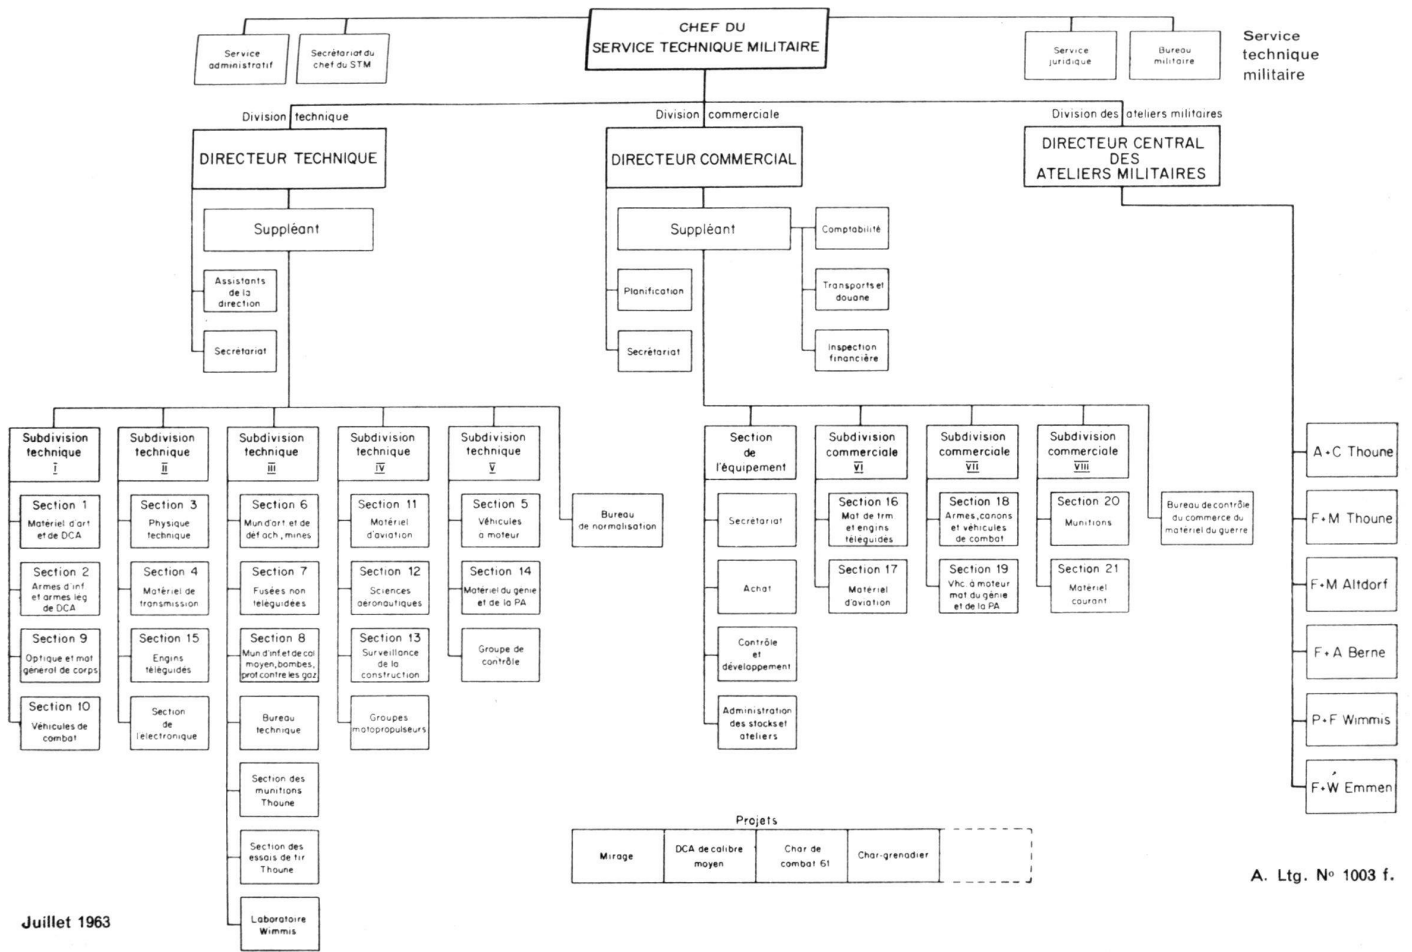 CHEF DU
SERVICE TECHNIQUE MILITAIRE
Service
administratif
Secrétariat du
chef du STM
Service
juridique
Bureau
militaire
Service
technique
militaire
Division technique
DIRECTEUR TECHNIQUE
Division commerciale
DIRECTEUR COMMERCIAL
Division des ateliers militaires
DIRECTEUR CENTRAL
DES
ATELIERS MILITAIRES
Suppléant
Assistants
de la
direction
Secrétariat
Suppléant
Comptabilité
Planification
Transports et
douane
Secrétariat
Inspection
financière
Subdivision
technique
I
Section 1
Matériel d'art
et de DCA
Section 2
Armes d'inf
et armes lég
de DCA
Section 9
Optique et mat
général de corps
Section 10
Véhicules de
combat
Subdivision
technique
II
Section 3
Physique
technique
Section 4
Matériel de
transmission
Section 15
Engins
téléguidés
Section
de
l'électronique
Subdivision
technique
III
Section 6
Mun d'art et de
déf ach, mines
Section 7
Fusées non
téléguidées
Section 8
Mun d'inf. et de cal
moyen, bombes,
prot contre les gaz
Bureau
technique
Section des
munitions
Thoune
Section des
essais de tir
Thoune
Laboratoire
Wimmis
Subdivision
technique
IV
Section 11
Matériel
d'aviation
Section 12
Sciences
aéronautiques
Section 13
Surveillance
de la
construction
Groupes
motopropulseurs
Subdivision
technique
V
Section 5
Véhicules
a moteur
Section 14
Matériel du génie
et de la PA
Groupe de
contrôle
Bureau
de normalisation
Section
de
l'équipement
Secrétariat
Achat
Contrôle
et
développement
Administration
des stocks et
ateliers
Subdivision
commerciale
VI
Section 16
Mat de trm
et engins
téléguidés
Section 17
Matériel
d'aviation
Subdivision
commerciale
VII
Section 18
Armes, canons
et véhicules
de combat
Section 19
Vhc. à moteur
mat du génie
et de la PA
Subdivision
commerciale
VIII
Section 20
Munitions
Section 21
Matériel
courant
Bureau de contrôle
du commerce du
matériel du guerre
A+C Thoune
F+M Thoune
F+M Altdorf
F+A Berne
P+F Wimmis
F+W Emmen
Projets
Mirage
DCA de calibre
moyen
Char de
combat 61
Char-grenadier
A. Ltg. Nº 1003 f.
Juillet 1963